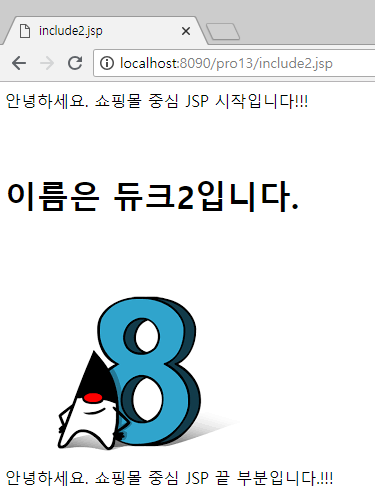 include2.jsp
localhost:8090/pro13/include2.jsp
안녕하세요. 쇼핑몰 중심 JSP 시작입니다!!!
이름은 듀크2입니다.
8
안녕하세요. 쇼핑몰 중심 JSP 끝 부분입니다.!!!